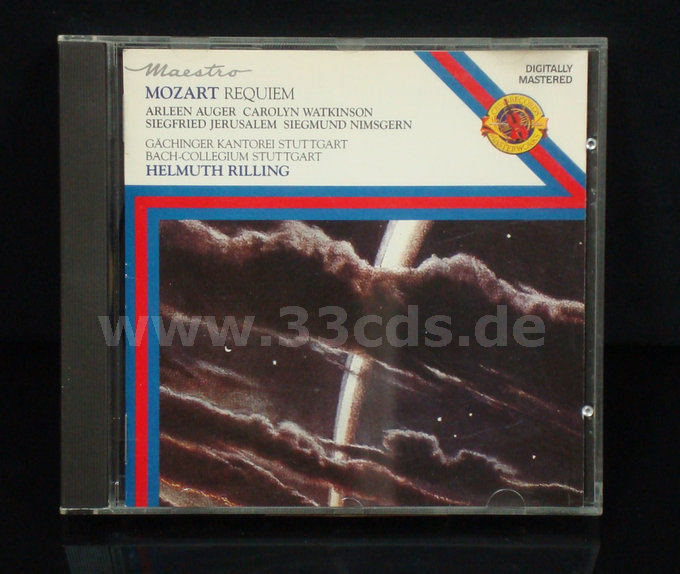 Maestro
DIGITALLY
MASTERED
MOZART REQUIEM
ARLEEN AUGER CAROLYN WATKINSON
SIEGFRIED JERUSALEM SIEGMUND NIMSGERN
GÄCHINGER KANTOREI STUTTGART
BACH-COLLEGIUM STUTTGART
HELMUTH RILLING
MASTERWORKS
www.33cds.de